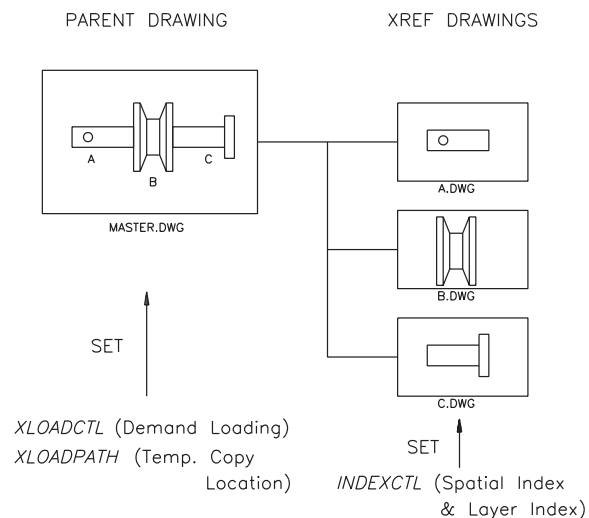 PARENT DRAWING
XREF DRAWINGS
A
B
C
MASTER.DWG
A.DWG
B.DWG
C.DWG
SET
XLOADCTL (Demand Loading)
XLOADPATH (Temp. Copy
Location)
SET
INDEXCTL (Spatial Index
& Layer Index)